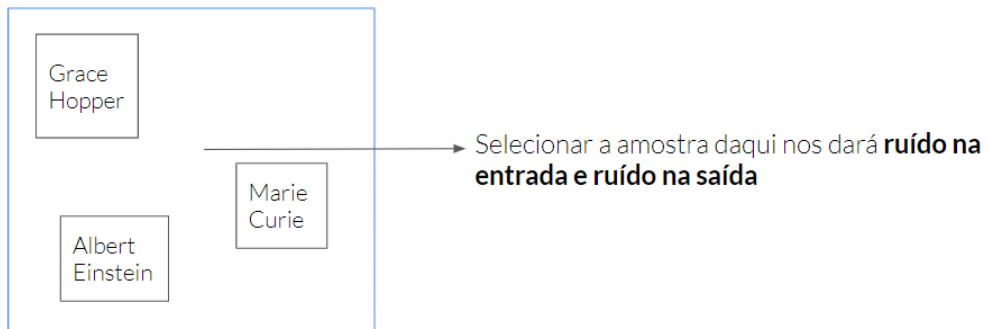 Grace
Hopper
Selecionar a amostra daqui nos dará ruído na
entrada e ruído na saída
Marie
Curie
Albert
Einstein